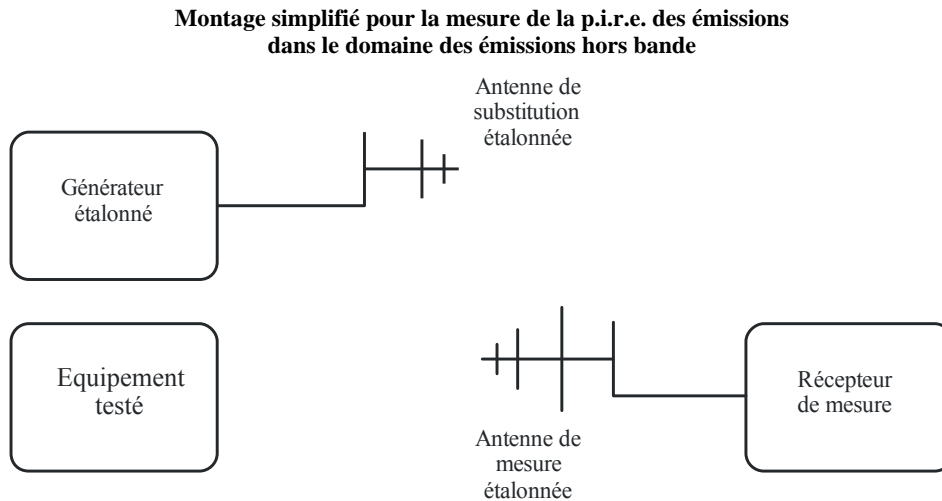 Montage simplifié pour la mesure de la p.i.r.e. des émissions
dans le domaine des émissions hors bande
Antenne de
substitution
étalonnée
Générateur
étalonné
Equipement
testé
Antenne de
mesure
étalonnée
Récepteur
de mesure